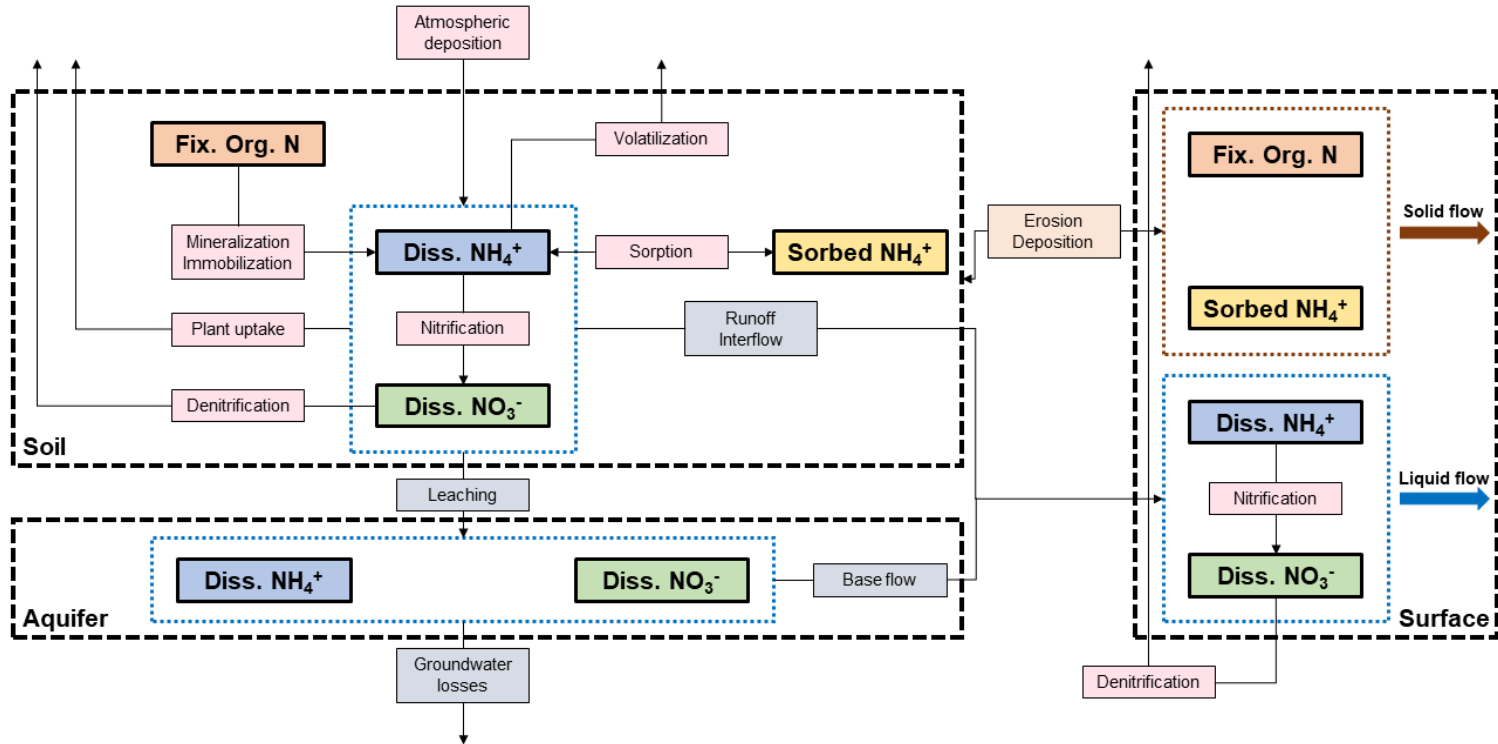 Atmospheric
deposition
Fix. Org. N
Volatilization
Mineralization
Immobilization
Diss. NH₄⁺
Sorption
Sorbed NH₄⁺
Plant uptake
Nitrification
Runoff
Interflow
Denitrification
Diss. NO₃⁻
Soil
Leaching
Diss. NH₄⁺
Diss. NO₃⁻
Base flow
Aquifer
Groundwater
losses
Erosion
Deposition
Fix. Org. N
Solid flow
Sorbed NH₄⁺
Diss. NH₄⁺
Liquid flow
Nitrification
Diss. NO₃⁻
Surface
Denitrification